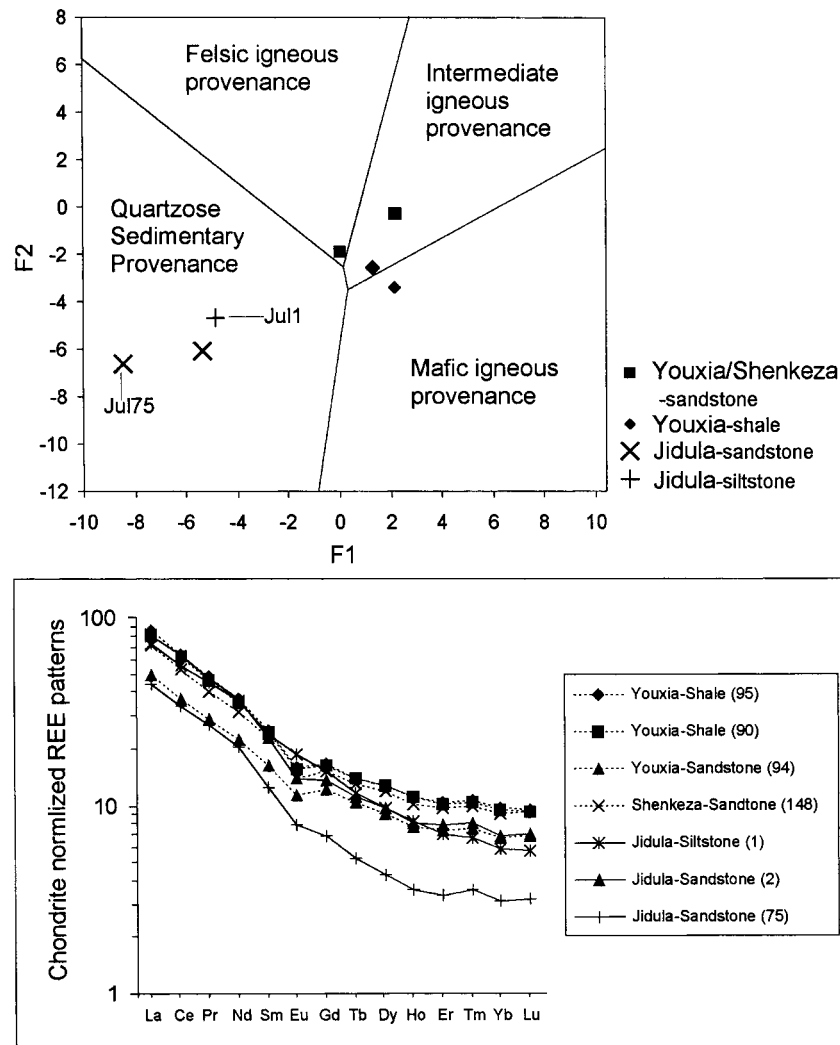 8
6
4
2
0
-2
-4
-6
-8
-10
-12
F2
Felsic igneous
provenance
Intermediate
igneous
provenance
Quartzose
Sedimentary
Provenance
Jul1
Jul75
Mafic igneous
provenance
-10 -8 -6 -4 -2 0 2 4 6 8 10
F1
Youxia/Shenkeza
-sandstone
Youxia-shale
Jidula-sandstone
Jidula-siltstone
Chondrite normlized REE patterns
100
10
1
La Ce Pr Nd Sm Eu Gd Tb Dy Ho Er Tm Yb Lu
Youxia-Shale (95)
Youxia-Shale (90)
Youxia-Sandstone (94)
Shenkeza-Sandtone (148)
Jidula-Siltstone (1)
Jidula-Sandstone (2)
Jidula-Sandstone (75)